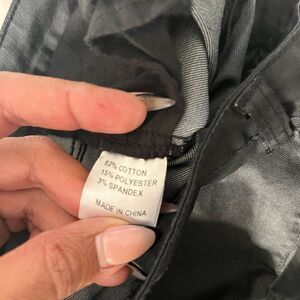 82% COTTON
15% POLYESTER
3% SPANDEX
MADE IN CHINA